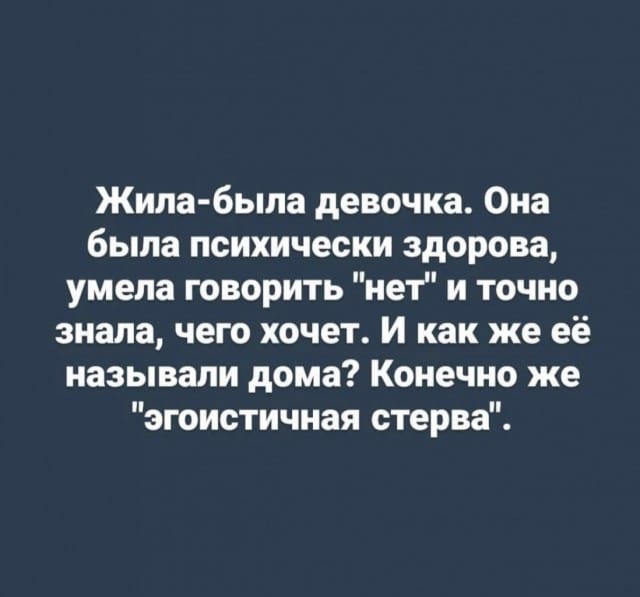 Жила-была девочка. Она
была психически здорова,
умела говорить "нет" и точно
знала, чего хочет. И как же её
называли дома? Конечно же
"эгоистичная стерва".